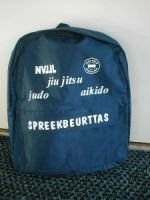 NVJJL
jiu jitsu
judo aikido
SPREEKBEURTTAS